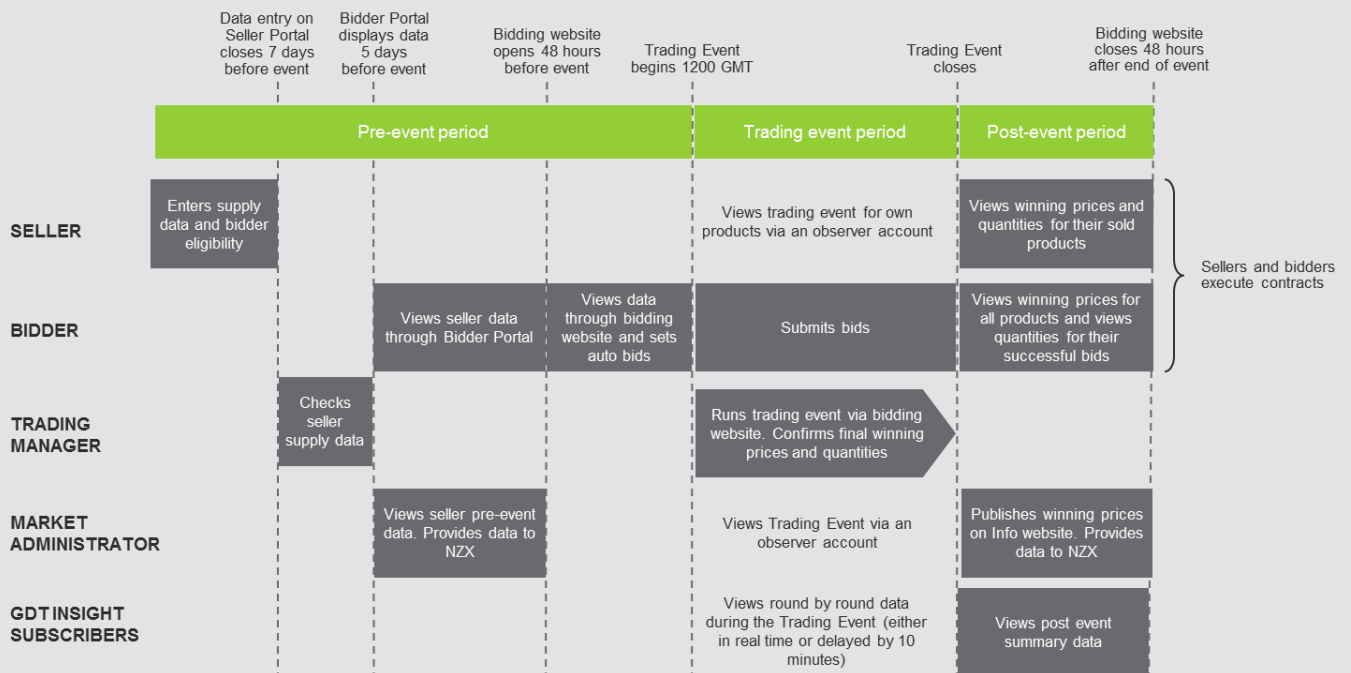 Data entry on
Seller Portal
closes 7 days
before event
Bidder Portal
displays data
5 days
before event
Bidding website
opens 48 hours
before event
Trading Event
begins 1200 GMT
Trading Event
closes
Bidding website
closes 48 hours
after end of event
Pre-event period
Trading event period
Post-event period
SELLER
Enters supply
data and bidder
eligibility
Views trading event for own
products via an observer account
Views winning prices and
quantities for their sold
products
Sellers and bidders
execute contracts
BIDDER
Views seller data
through Bidder Portal
Views data
through bidding
website and sets
auto bids
Submits bids
Views winning prices for
all products and views
quantities for their
successful bids
TRADING
MANAGER
Checks
seller
supply data
Runs trading event via bidding
website. Confirms final winning
prices and quantities
MARKET
ADMINISTRATOR
Views seller pre-event
data. Provides data to
NZX
Views Trading Event via an
observer account
Publishes winning prices
on Info website. Provides
data to NZX
GDT INSIGHT
SUBSCRIBERS
Views round by round data
during the Trading Event (either
in real time or delayed by 10
minutes)
Views post event
summary data